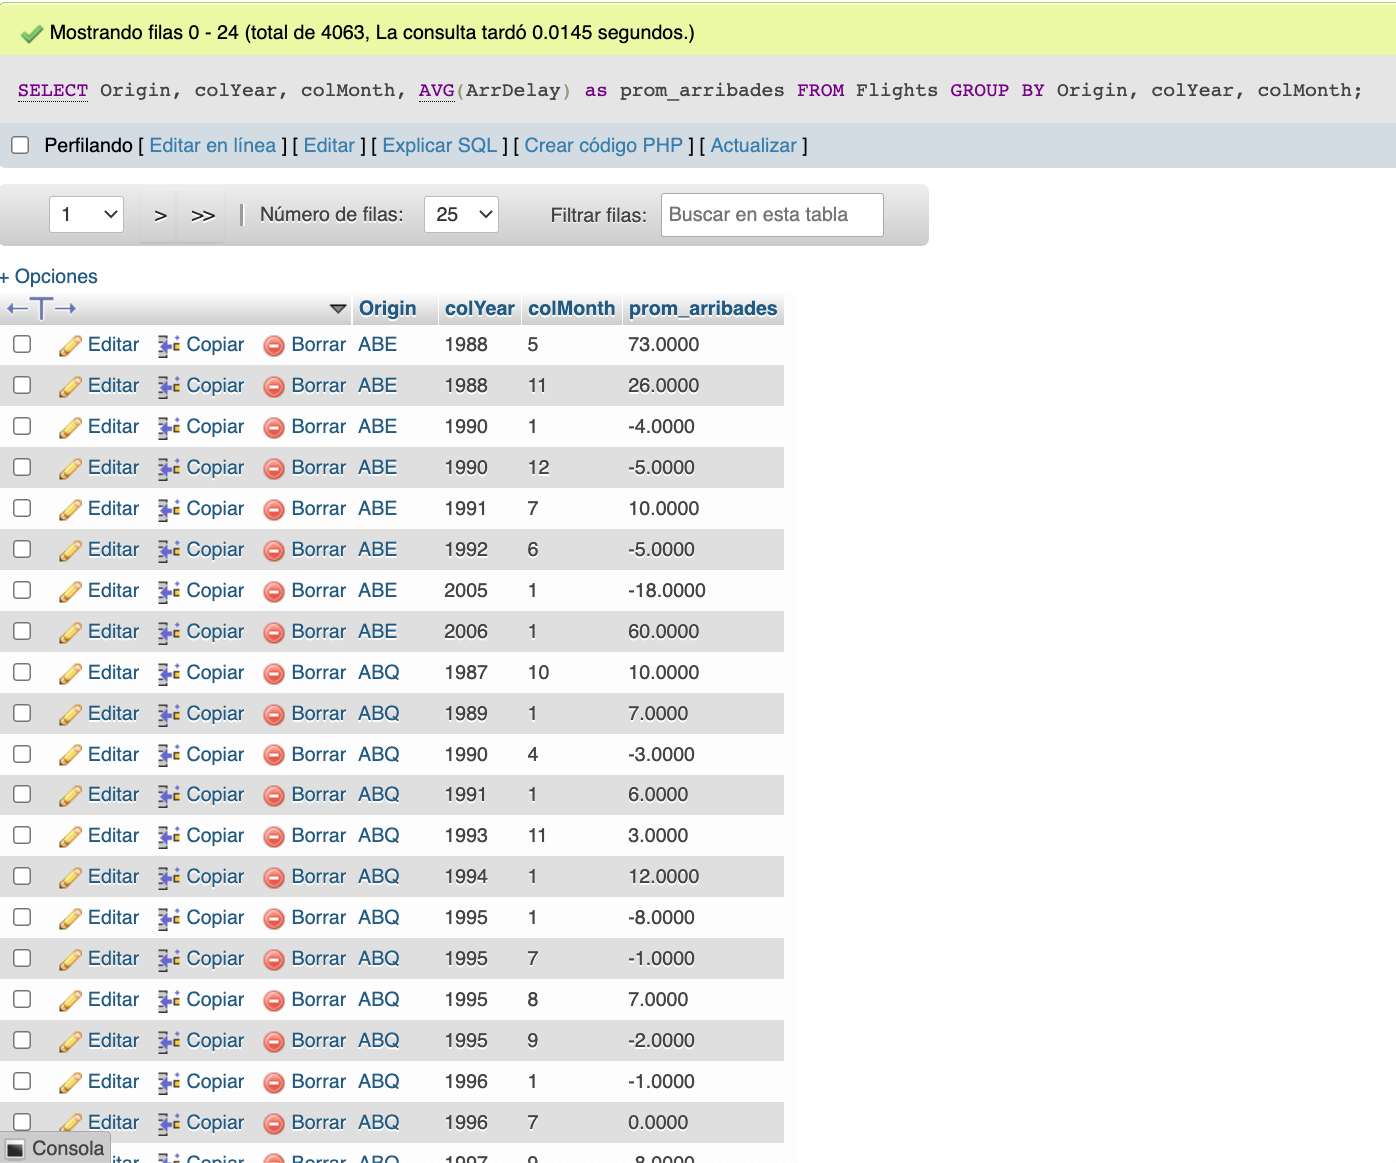 Mostrando filas 0 - 24 (total de 4063, La consulta tardó 0.0145 segundos.)
SELECT Origin, colYear, colMonth, AVG(ArrDelay) as prom_arribades FROM Flights GROUP BY Origin, colYear, colMonth;
Perfilando [ Editar en línea ] [ Editar ] [ Explicar SQL ] [ Crear código PHP ] [ Actualizar ]
1 > >> | Número de filas: 25 Filtrar filas: Buscar en esta tabla
+ Opciones
←T→ Origin colYear colMonth prom_arribades
Editar Copiar Borrar ABE 1988 5 73.0000
Editar Copiar Borrar ABE 1988 11 26.0000
Editar Copiar Borrar ABE 1990 1 -4.0000
Editar Copiar Borrar ABE 1990 12 -5.0000
Editar Copiar Borrar ABE 1991 7 10.0000
Editar Copiar Borrar ABE 1992 6 -5.0000
Editar Copiar Borrar ABE 2005 1 -18.0000
Editar Copiar Borrar ABE 2006 1 60.0000
Editar Copiar Borrar ABQ 1987 10 10.0000
Editar Copiar Borrar ABQ 1989 1 7.0000
Editar Copiar Borrar ABQ 1990 4 -3.0000
Editar Copiar Borrar ABQ 1991 1 6.0000
Editar Copiar Borrar ABQ 1993 11 3.0000
Editar Copiar Borrar ABQ 1994 1 12.0000
Editar Copiar Borrar ABQ 1995 1 -8.0000
Editar Copiar Borrar ABQ 1995 7 -1.0000
Editar Copiar Borrar ABQ 1995 8 7.0000
Editar Copiar Borrar ABQ 1995 9 -2.0000
Editar Copiar Borrar ABQ 1996 1 -1.0000
Editar Copiar Borrar ABQ 1996 7 0.0000
Consola
Copiar Borrar ABQ 1997